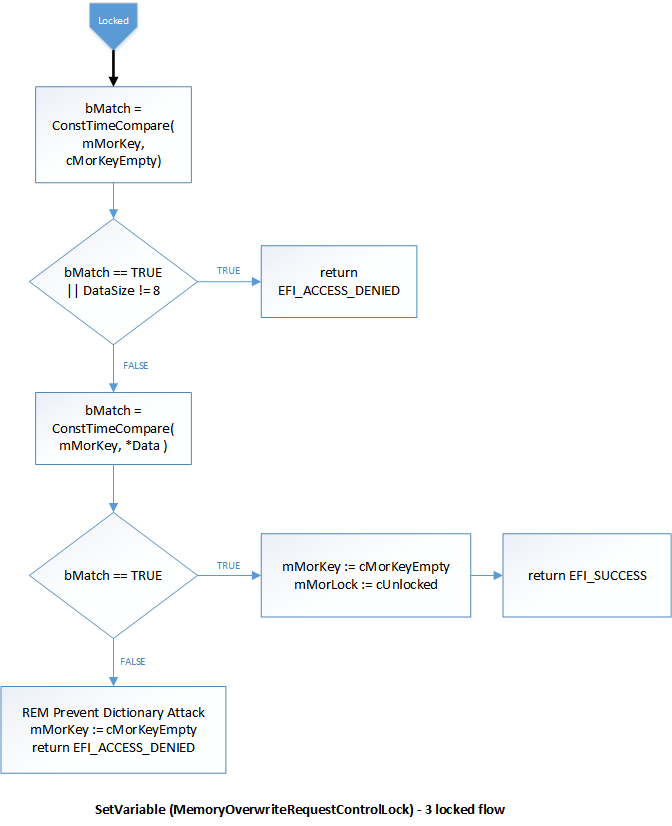 Locked
bMatch =
ConstTimeCompare(
mMorKey,
cMorKeyEmpty)
bMatch == TRUE
|| DataSize != 8
TRUE
return
EFI_ACCESS_DENIED
FALSE
bMatch =
ConstTimeCompare(
mMorKey, *Data )
bMatch == TRUE
TRUE
mMorKey := cMorKeyEmpty
mMorLock := cUnlocked
return EFI_SUCCESS
FALSE
REM Prevent Dictionary Attack
mMorKey := cMorKeyEmpty
return EFI_ACCESS_DENIED
SetVariable (MemoryOverwriteRequestControlLock) - 3 locked flow